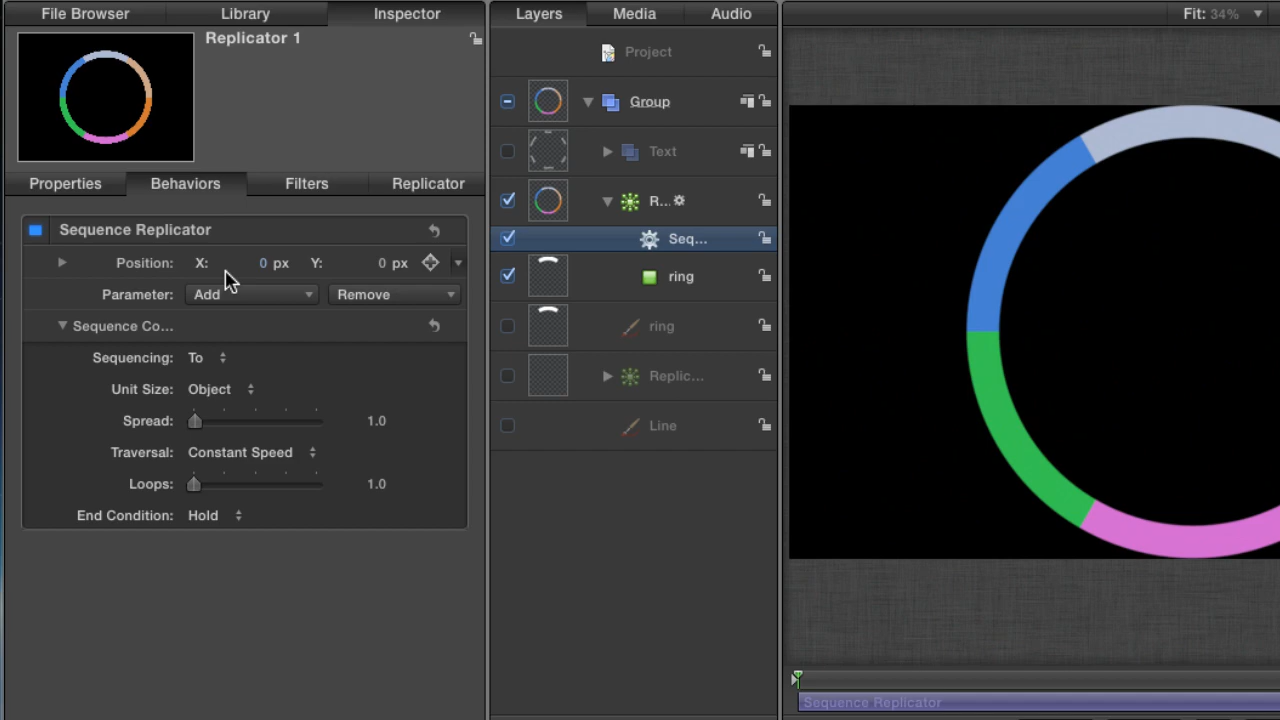 File Browser
Library
Inspector
Replicator 1
Properties
Behaviors
Filters
Replicator
Sequence Replicator
Position: X: 0 px Y: 0 px
Parameter: Add Remove
Sequence Co...
Sequencing: To
Unit Size: Object
Spread: 1.0
Traversal: Constant Speed
Loops: 1.0
End Condition: Hold
Layers
Media
Audio
Project
Group
Text
R...
Seq...
ring
ring
Replic...
Line
Fit: 34%
Sequence Replicator